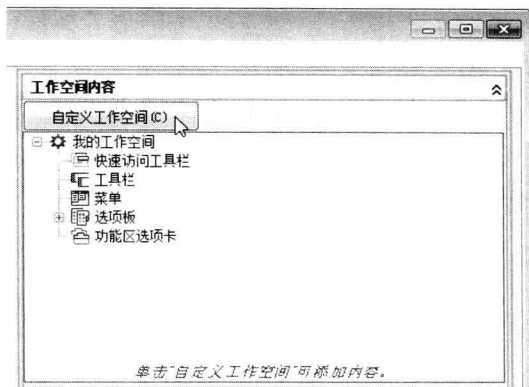 工作空间内容
自定义工作空间(C)
我的工作空间
快速访问工具栏
工具栏
菜单
选项板
功能区选项卡
单击"自定义工作空间"可添加内容。